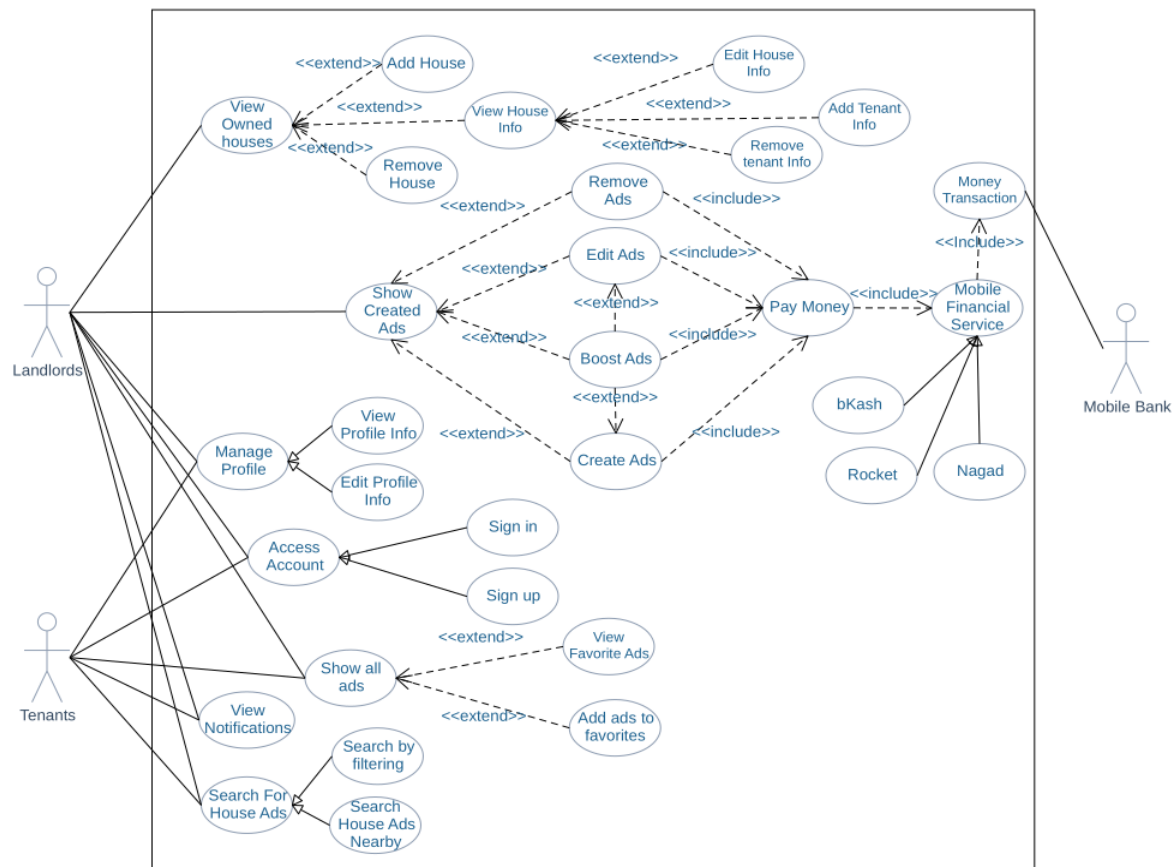 <<extend>>
Add House
<<extend>>
Edit House
Info
View
Owned
houses
<<extend>>
View House
Info
<<extend>>
Add Tenant
Info
<<extend>>
Remove
House
<<extend>>
Remove
tenant Info
<<extend>>
Remove
Ads
<<include>>
Money
Transaction
<<Include>>
<<extend>>
Edit Ads
<<include>>
Show
Created
Ads
<<extend>>
Pay Money
<<include>>
Mobile
Financial
Service
<<extend>>
Boost Ads
<<include>>
<<extend>>
Landlords
Mobile Bank
bKash
Rocket
Nagad
<<extend>>
Create Ads
<<include>>
View
Profile Info
Manage
Profile
Edit Profile
Info
Sign in
Access
Account
Sign up
<<extend>>
View
Favorite Ads
Show all
ads
<<extend>>
Add ads to
favorites
Tenants
View
Notifications
Search by
filtering
Search For
House Ads
Search
House Ads
Nearby